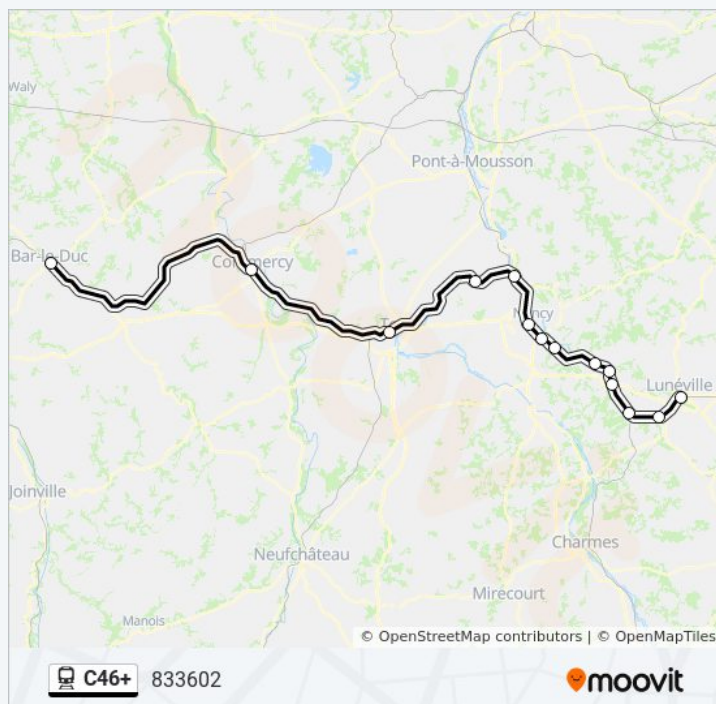 Waly
Pont-à-Mousson
Bar-le-Duc
Commercy
Nancy
Lunéville
Joinville
Neufchâteau
Charmes
Mirecourt
Manois
© OpenStreetMap contributors | © OpenMapTiles
C46+ 833602 moovit